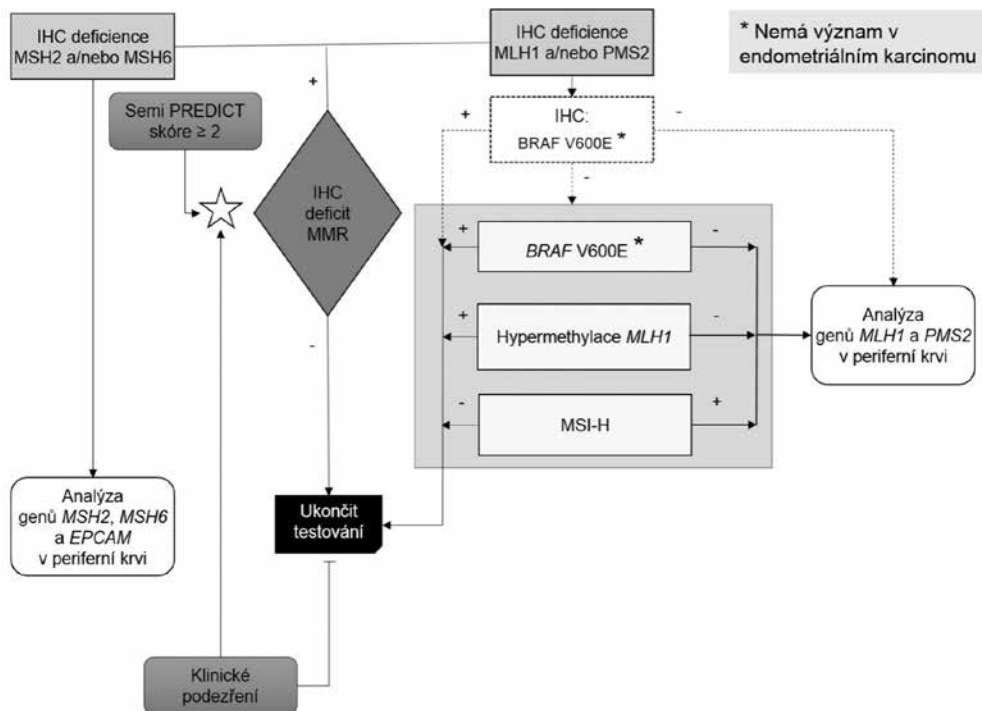 IHC deficience
MSH2 a/nebo MSH6
IHC deficience
MLH1 a/nebo PMS2
* Nemá význam v
endometriálním karcinomu
Semi PREDICT
skóre ≥ 2
+
IHC
deficit
MMR
-
+
IHC:
BRAF V600E *
-
-
+
BRAF V600E *
-
+
Hypermethylace MLH1
-
-
MSI-H
+
Analýza
genů MLH1 a PMS2
v periferní krvi
Analýza
genů MSH2, MSH6
a EPCAM
v periferní krvi
Ukončit
testování
Klinické
podezření